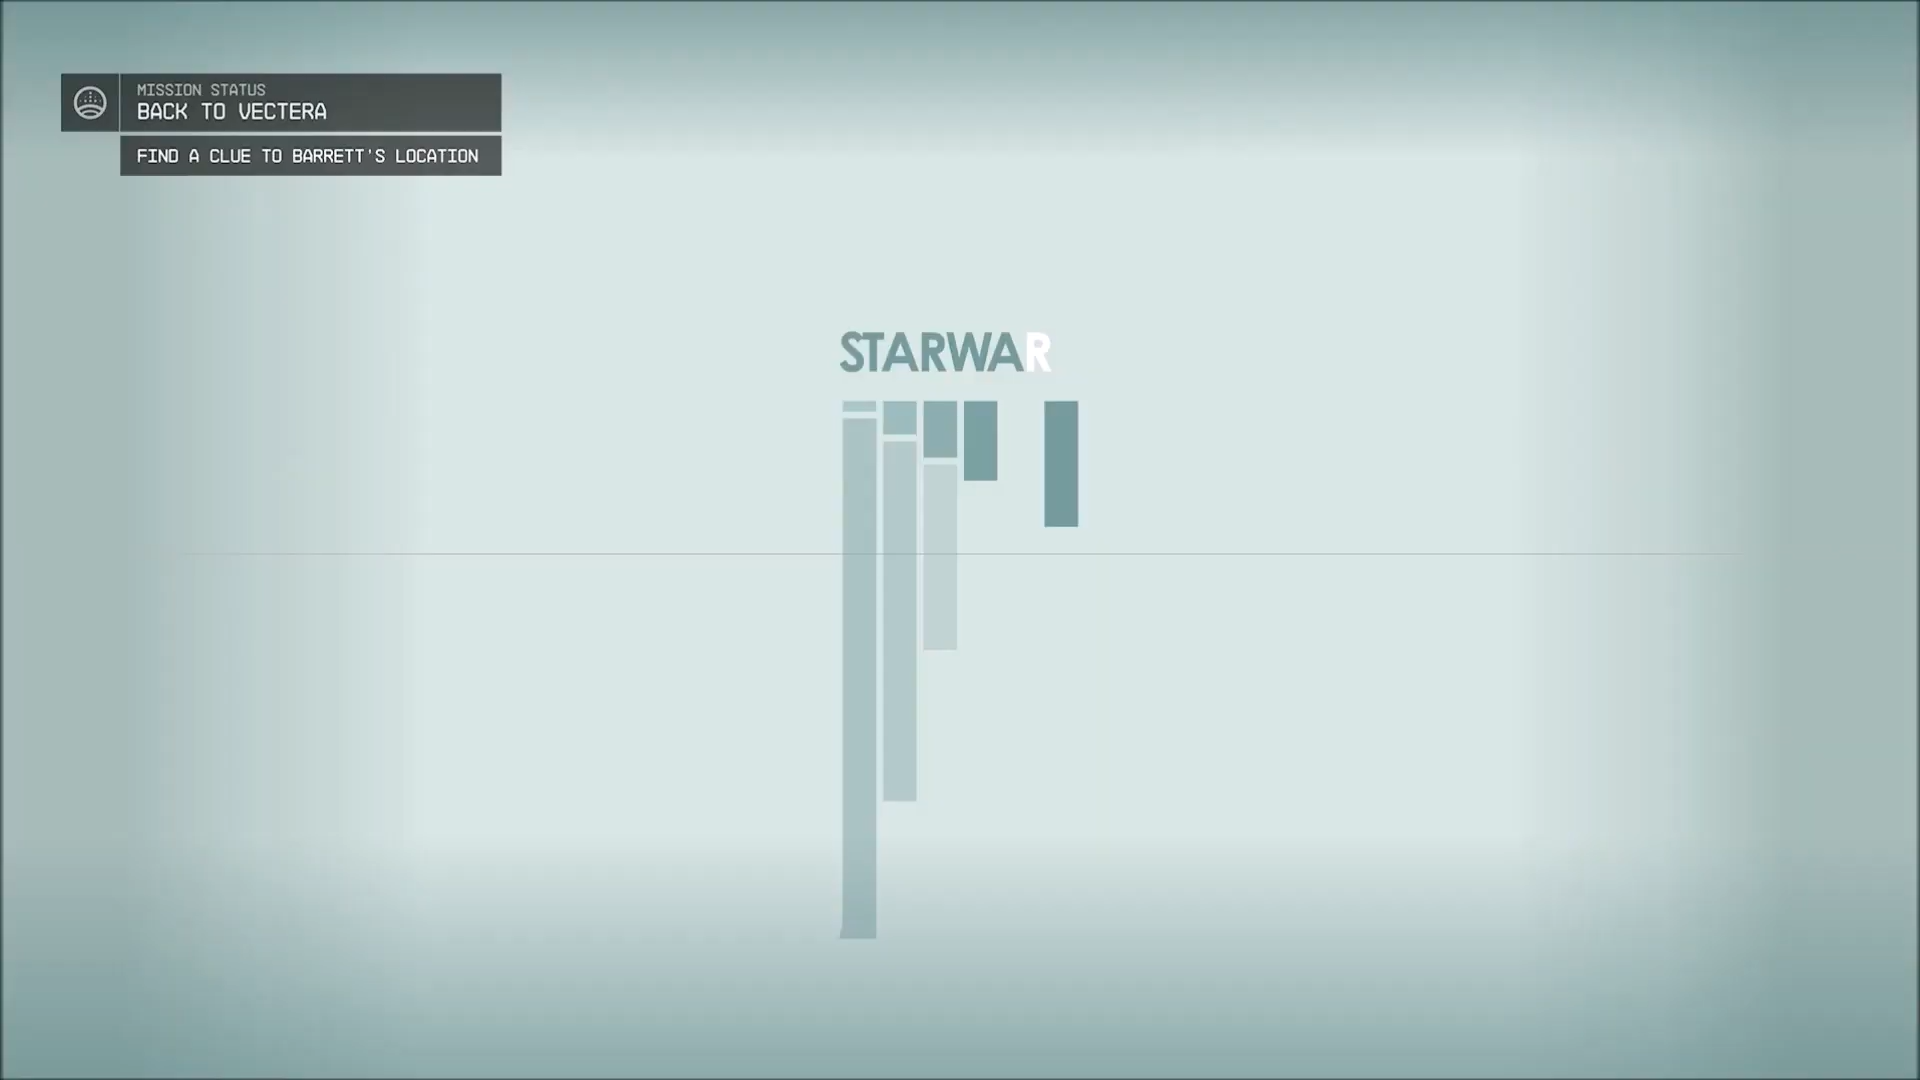 MISSION STATUS
BACK TO VECTERA
FIND A CLUE TO BARRETT'S LOCATION
STARWAR